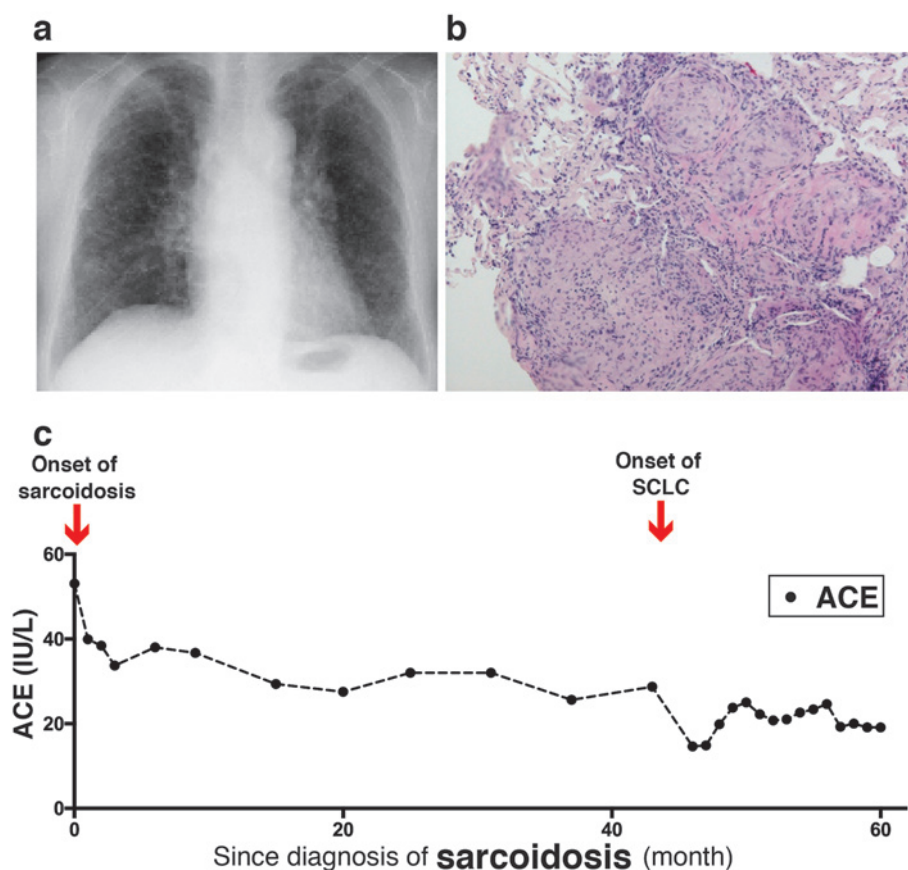 a
b
c
Onset of
sarcoidosis
Onset of
SCLC
60
40
20
0
ACE (IU/L)
ACE
0
20
40
60
Since diagnosis of sarcoidosis (month)